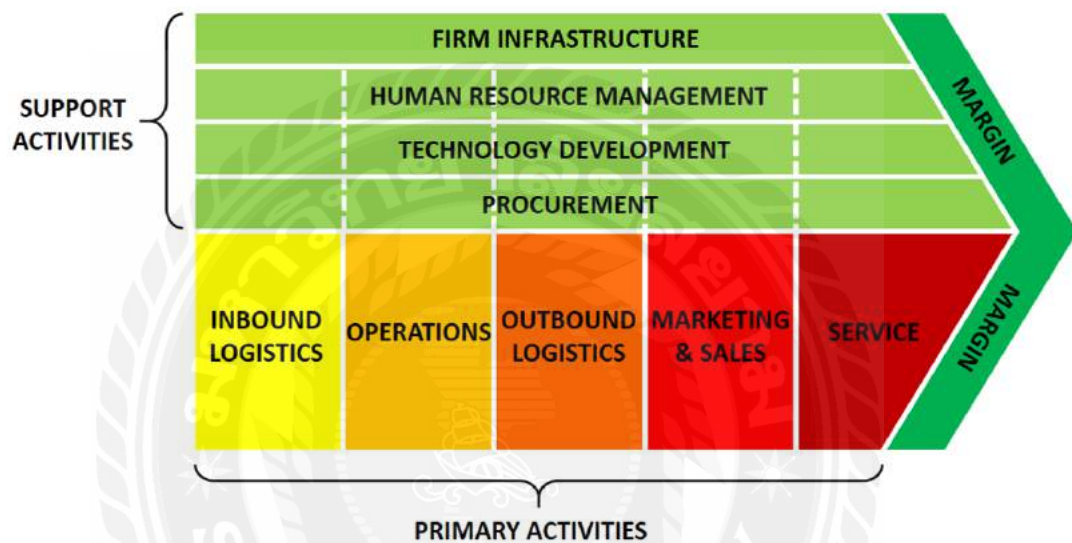 FIRM INFRASTRUCTURE
SUPPORT
ACTIVITIES
HUMAN RESOURCE MANAGEMENT
TECHNOLOGY DEVELOPMENT
PROCUREMENT
MARGIN
MARGIN
INBOUND
LOGISTICS
OPERATIONS
OUTBOUND
LOGISTICS
MARKETING
& SALES
SERVICE
PRIMARY ACTIVITIES